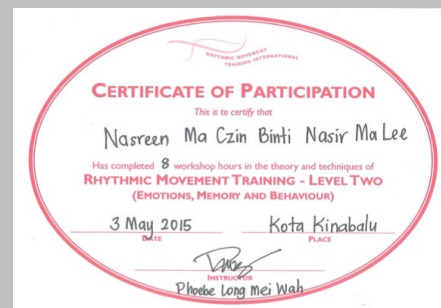 RHYTHMIC MOVEMENT
TRAINING INTERNATIONAL
CERTIFICATE OF PARTICIPATION
This is to certify that
Nasreen Ma Czin Binti Nasir Ma Lee
Has completed 8 workshop hours in the theory and techniques of
RHYTHMIC MOVEMENT TRAINING - LEVEL TWO
(EMOTIONS, MEMORY AND BEHAVIOUR)
3 May 2015 Kota Kinabalu
DATE PLACE
INSTRUCTOR
Phoebe Long Mei Wah